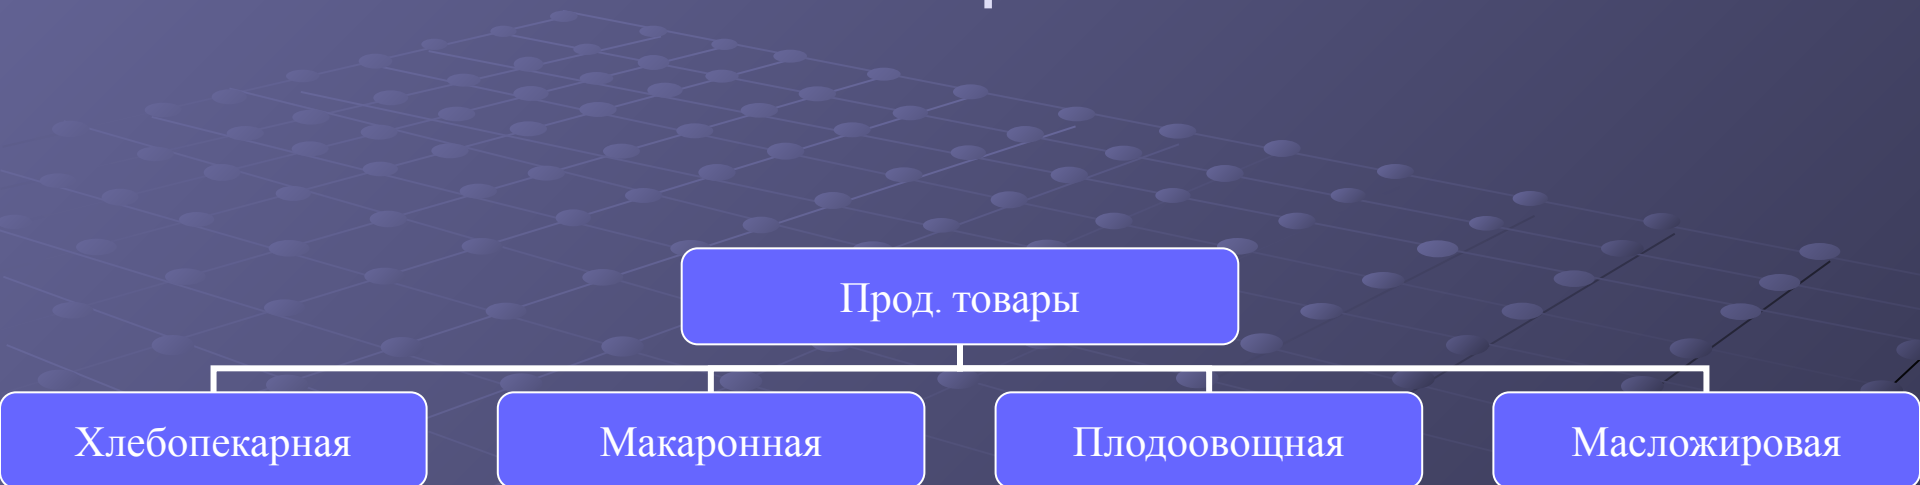 Прод. товары
Хлебопекарная
Макаронная
Плодоовощная
Масложировая